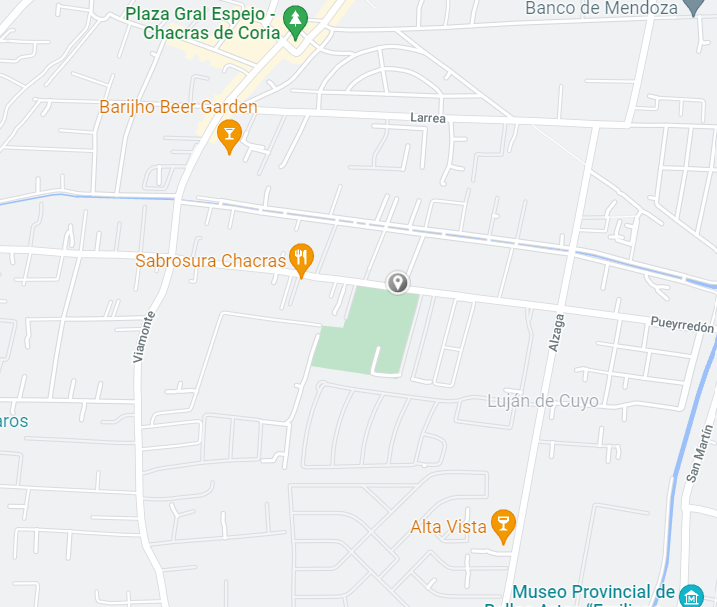 Plaza Gral Espejo -
Chacras de Coria
Banco de Mendoza
Barijho Beer Garden
Larrea
Sabrosura Chacras
Viamonte
Alzaga
Pueyrredón
Luján de Cuyo
aros
San Martín
Alta Vista
Museo Provincial de